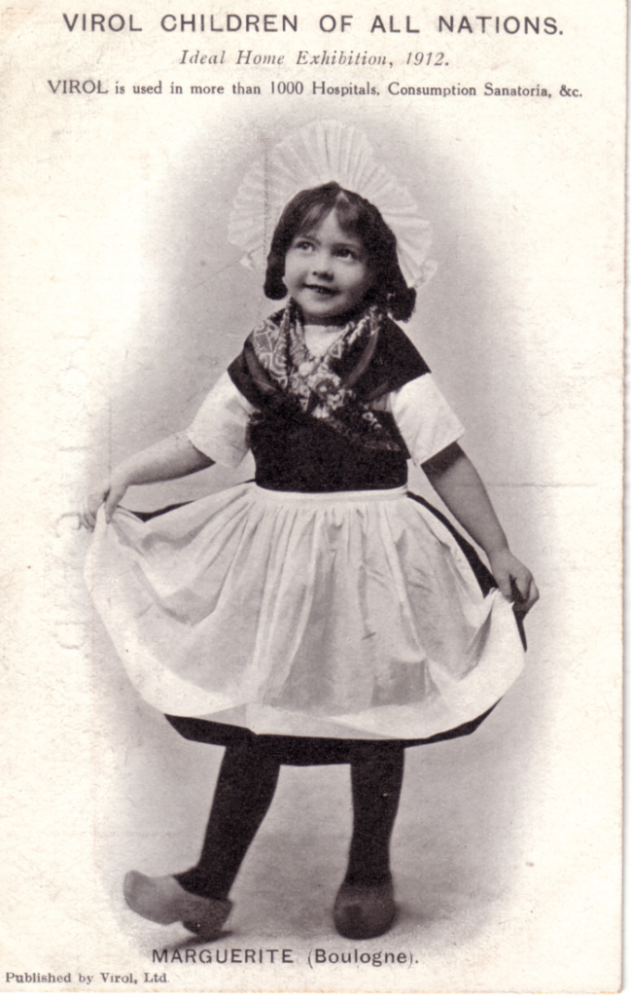 VIROL CHILDREN OF ALL NATIONS.
Ideal Home Exhibition, 1912.
VIROL is used in more than 1000 Hospitals, Consumption Sanatoria, &c.
MARGUERITE (Boulogne).
Published by Virol, Ltd.